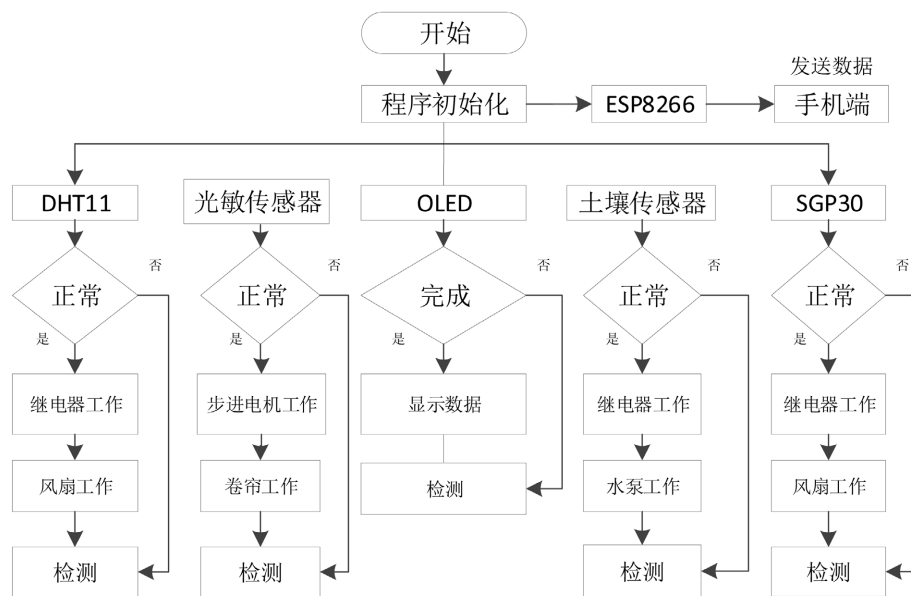 开始
发送数据
程序初始化
ESP8266
手机端
DHT11
光敏传感器
OLED
土壤传感器
SGP30
否
否
否
否
否
正常
正常
完成
正常
正常
是
是
是
是
是
继电器工作
步进电机工作
显示数据
继电器工作
继电器工作
风扇工作
卷帘工作
检测
水泵工作
风扇工作
检测
检测
检测
检测